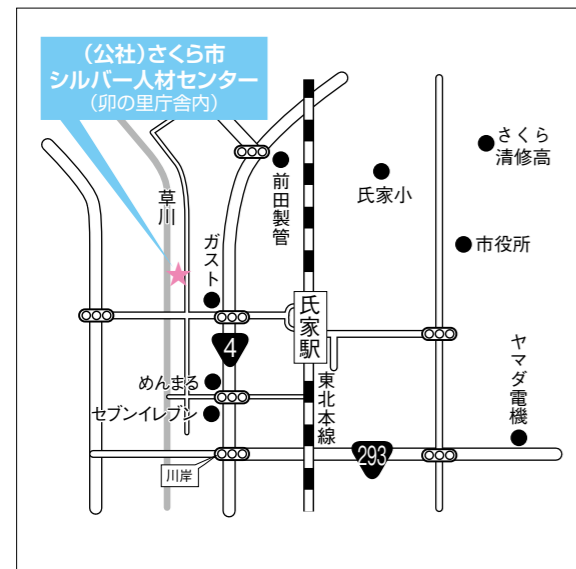 (公社)さくら市
シルバー人材センター
(卯の里庁舎内)
草川
ガスト
前田製管
氏家小
さくら
清修高
市役所
氏家駅
4
めんまる
セブンイレブン
東北本線
ヤマダ電機
川岸
293